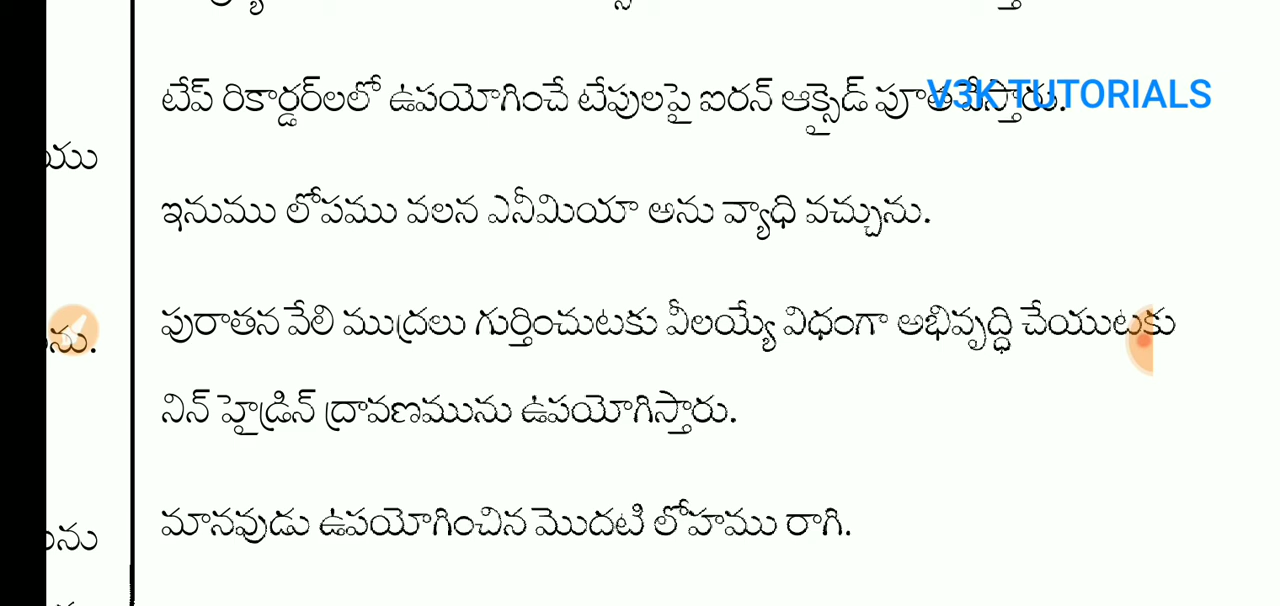 టేప్ రికార్డర్‌లలో ఉపయోగించే టేపులపై ఐరన్ ఆక్సైడ్ పూతవేస్తారు.
V3K TUTORIALS
యు
ఇనుము లోపము వలన ఎనీమియా అను వ్యాధి వచ్చును.
పురాతన వేలి ముద్రలు గుర్తించుటకు వీలయ్యే విధంగా అభివృద్ధి చేయుటకు
ను.
నిన్ హైడ్రిన్ ద్రావణమును ఉపయోగిస్తారు.
మానవుడు ఉపయోగించిన మొదటి లోహము రాగి.
ను